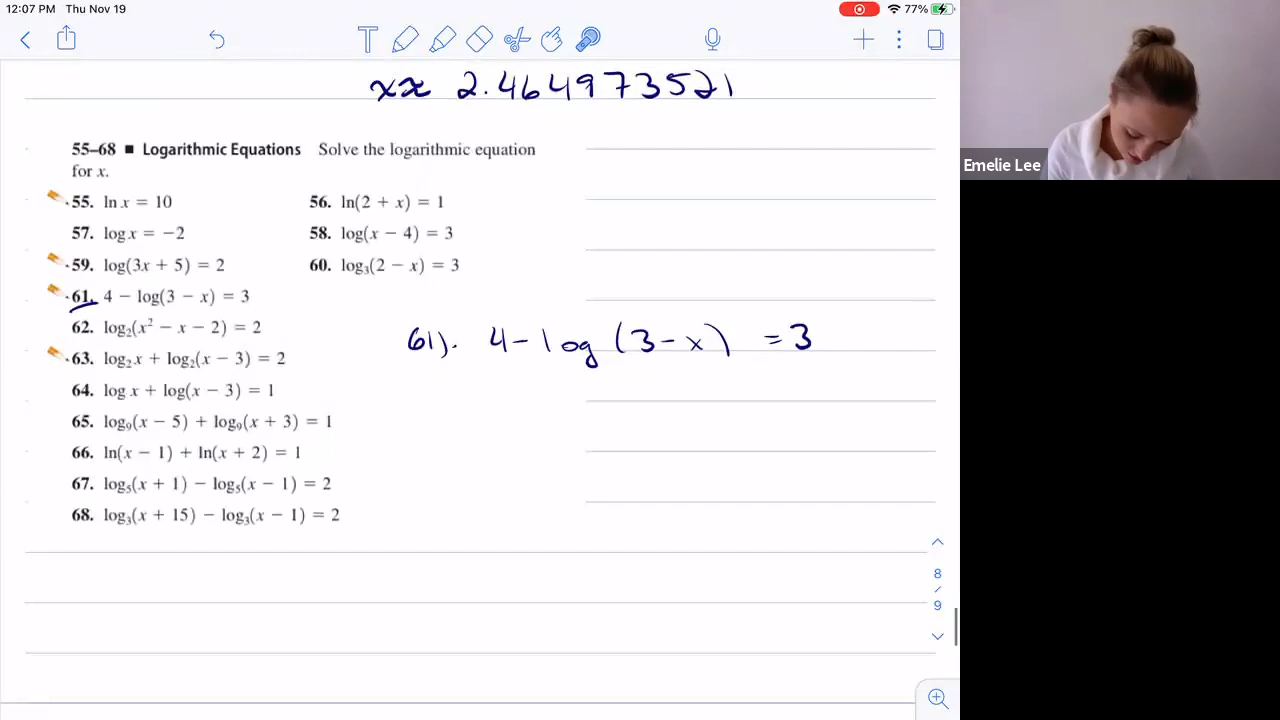 12:07 PM Thu Nov 19
77%
x≈ 2.464973521
55–68 ■ Logarithmic Equations Solve the logarithmic equation
for x.
55. ln x = 10
56. ln(2 + x) = 1
57. log x = −2
58. log(x − 4) = 3
59. log(3x + 5) = 2
60. log₃(2 − x) = 3
61. 4 − log(3 − x) = 3
62. log₂(x² − x − 2) = 2
63. log₂x + log₂(x − 3) = 2
64. log x + log(x − 3) = 1
65. log₉(x − 5) + log₉(x + 3) = 1
66. ln(x − 1) + ln(x + 2) = 1
67. log₅(x + 1) − log₅(x − 1) = 2
68. log₃(x + 15) − log₃(x − 1) = 2
61). 4 − log (3 − x) = 3
8
/
9
Emelie Lee